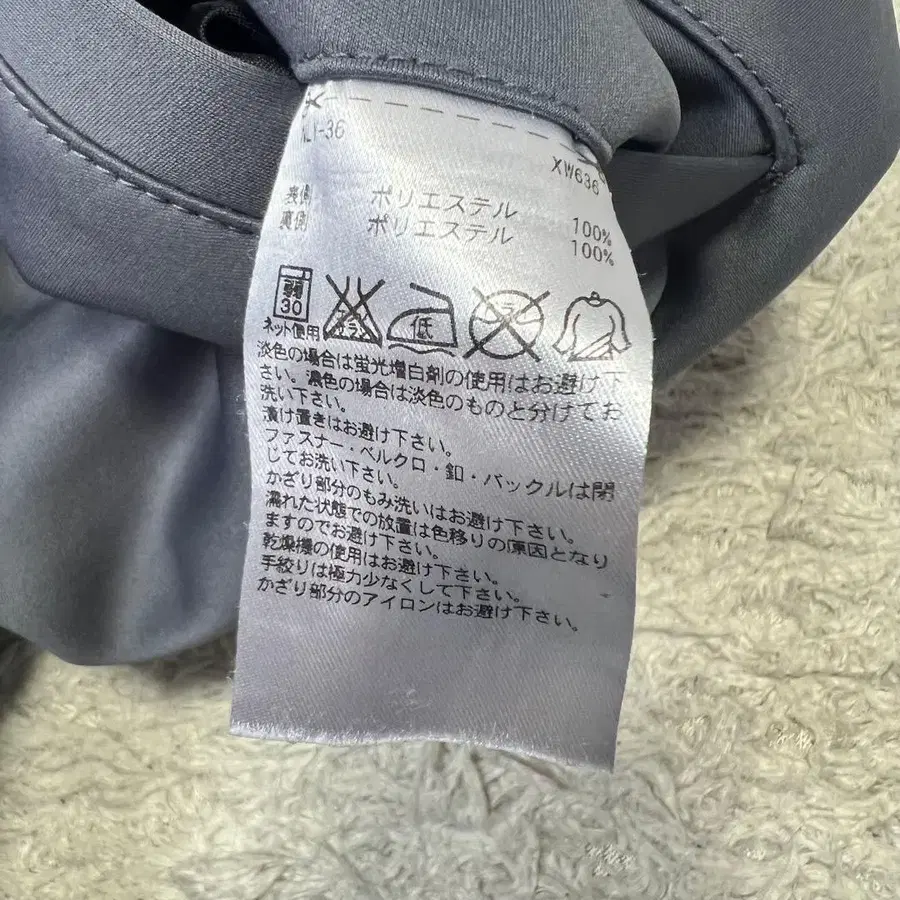 XW636
表側 ポリエステル 100%
裏側 ポリエステル 100%
弱
30
低
ネット使用
淡色の場合は蛍光増白剤の使用はお避け下
さい。濃色の場合は淡色のものと分けてお
洗い下さい。
漬け置きはお避け下さい。
ファスナー・ベルクロ・釦・バックルは閉
じてお洗い下さい。
かざり部分のもみ洗いはお避け下さい。
濡れた状態での放置は色移りの原因となり
ますのでお避け下さい。
乾燥機の使用はお避け下さい。
手絞りは極力少なくして下さい。
かざり部分のアイロンはお避け下さい。